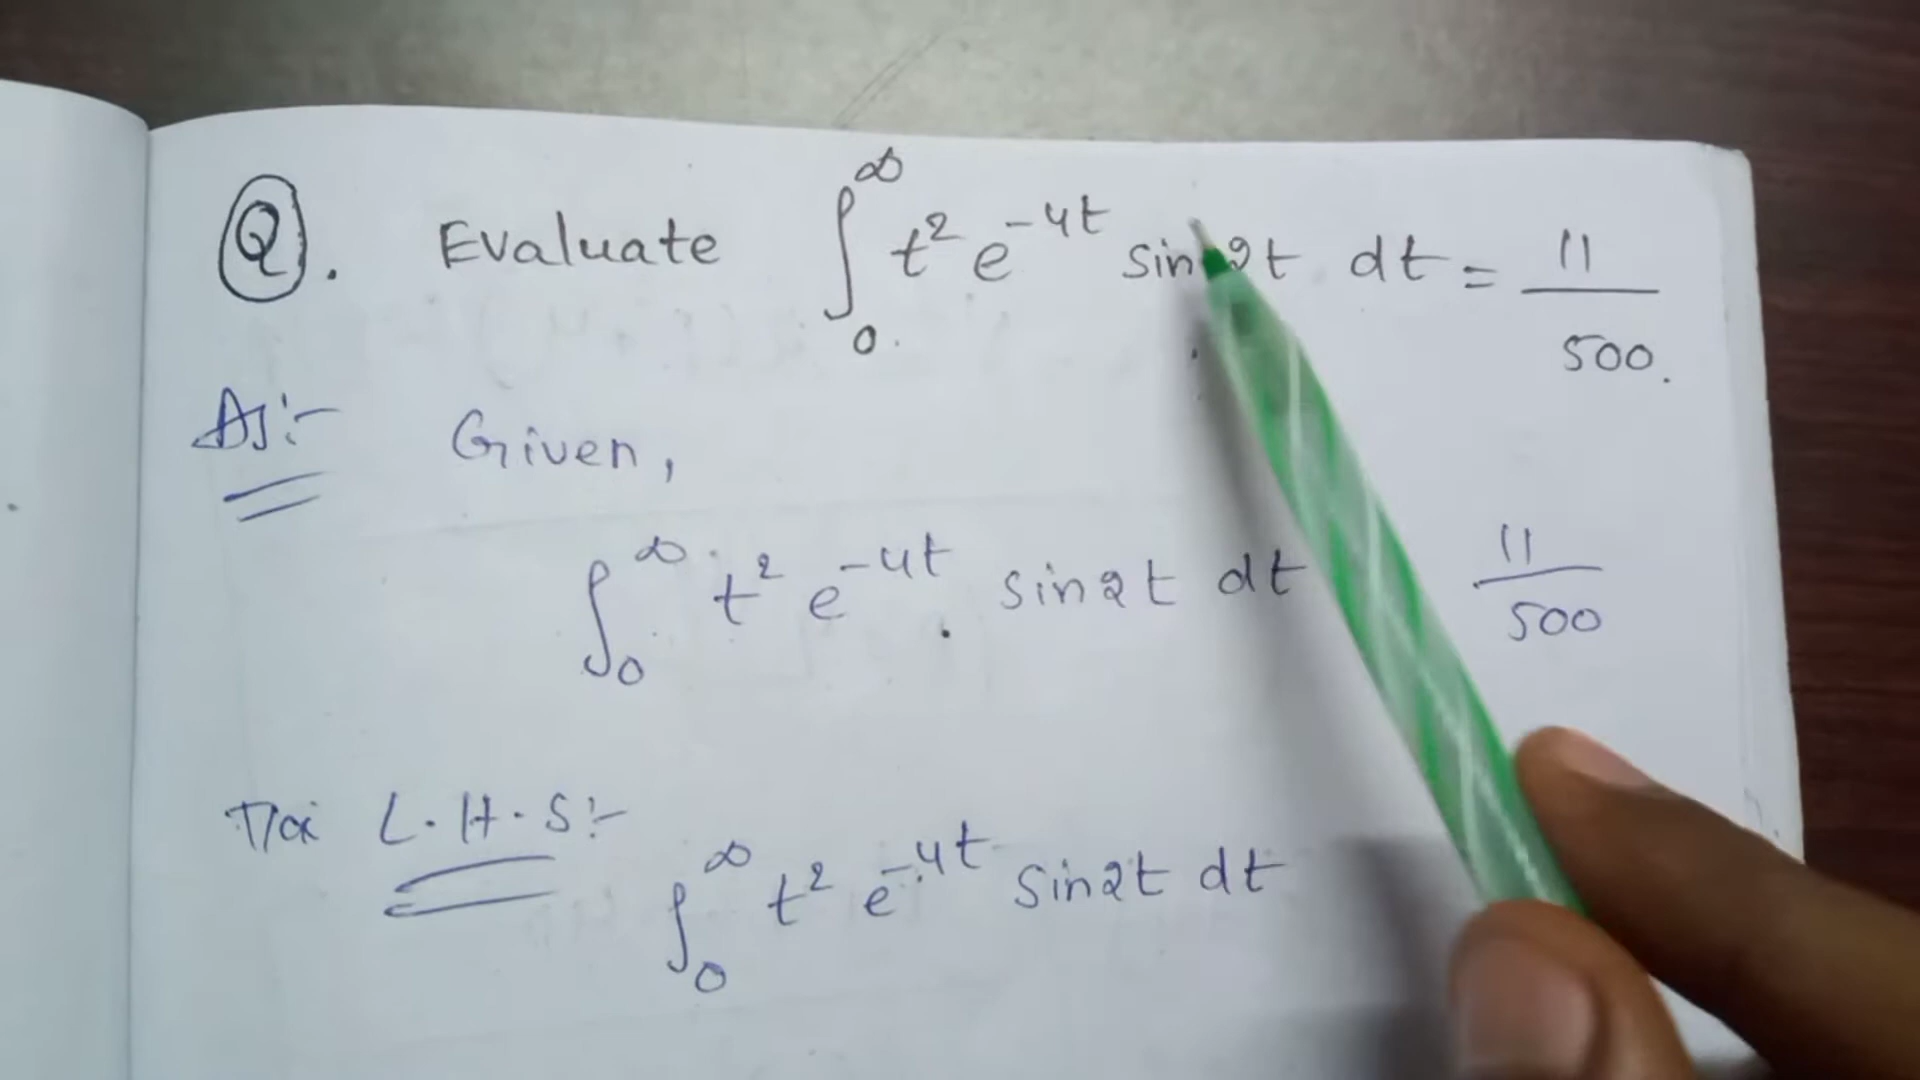 Q. Evaluate ∫₀^∞ t² e^-4t sin2t dt = 11/500.
Given,
∫₀^∞ t² e^-4t sin2t dt 11/500
L.H.S:-
∫₀^∞ t² e^-4t sin2t dt